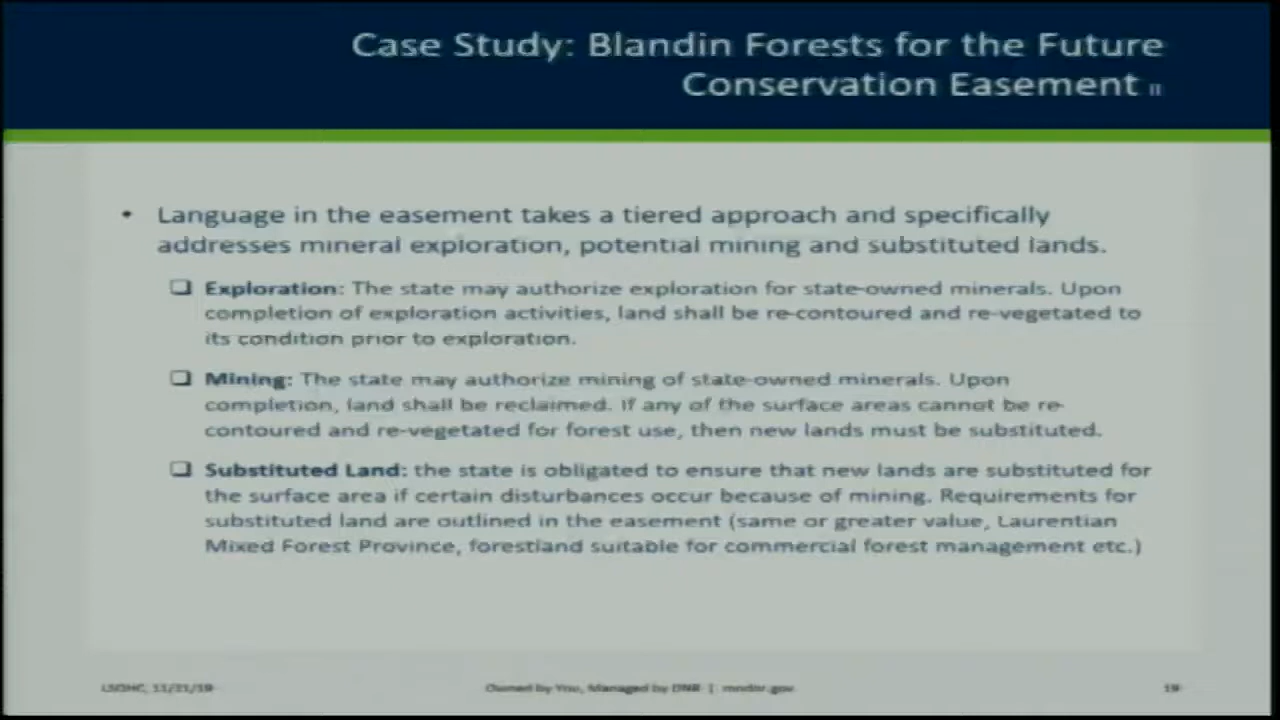 Case Study: Blandin Forests for the Future
Conservation Easement II
• Language in the easement takes a tiered approach and specifically
addresses mineral exploration, potential mining and substituted lands.
❑ Exploration: The state may authorize exploration for state-owned minerals. Upon
completion of exploration activities, land shall be re-contoured and re-vegetated to
its condition prior to exploration.
❑ Mining: The state may authorize mining of state-owned minerals. Upon
completion, land shall be reclaimed. If any of the surface areas cannot be re-
contoured and re-vegetated for forest use, then new lands must be substituted.
❑ Substituted Land: the state is obligated to ensure that new lands are substituted for
the surface area if certain disturbances occur because of mining. Requirements for
substituted land are outlined in the easement (same or greater value, Laurentian
Mixed Forest Province, forestland suitable for commercial forest management etc.)
LSOHC, 11/21/19
Owned by You, Managed by DNR | mndnr.gov
19